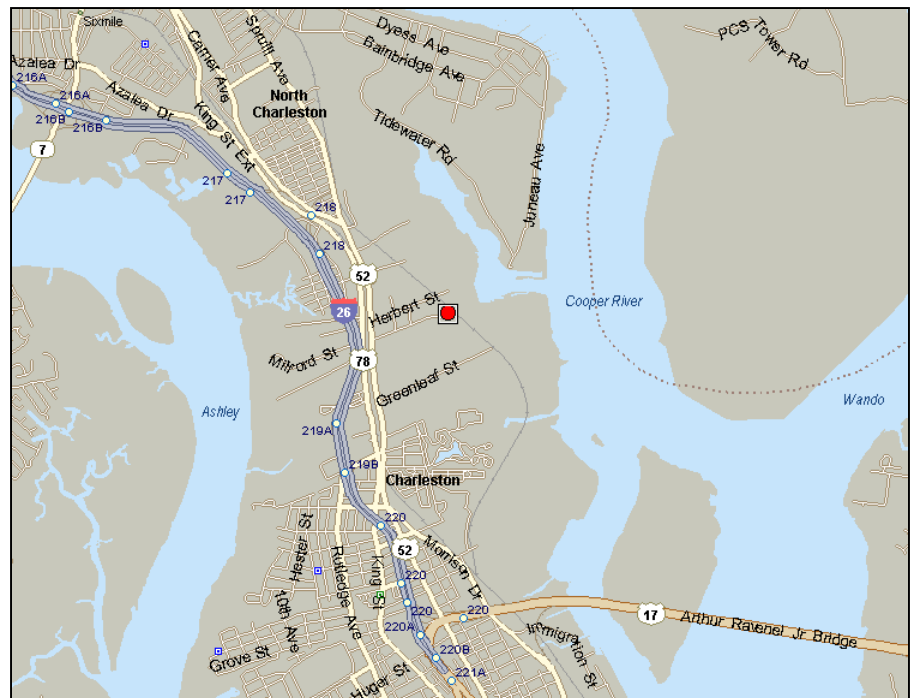 Sixmile
Dyess Ave
Bainbridge Ave
PCS Tower Rd
Spruill Ave
Carner Ave
Azalea Dr
216A
216A
Azalea Dr
North
Charleston
216B
216B
King St Ext
Tidewater Rd
7
Juneau Ave
217
217
218
218
52
Cooper River
26
Herbert St
Milford St
78
Greenleaf St
Ashley
Wando
219A
219B
Charleston
220
52
Morrison Dr
Hester St
Rutledge Ave
King St
220
10th Ave
220
220
17
Arthur Ravenel Jr Bridge
220A
Immigration St
Grove St
220B
Huger St
221A